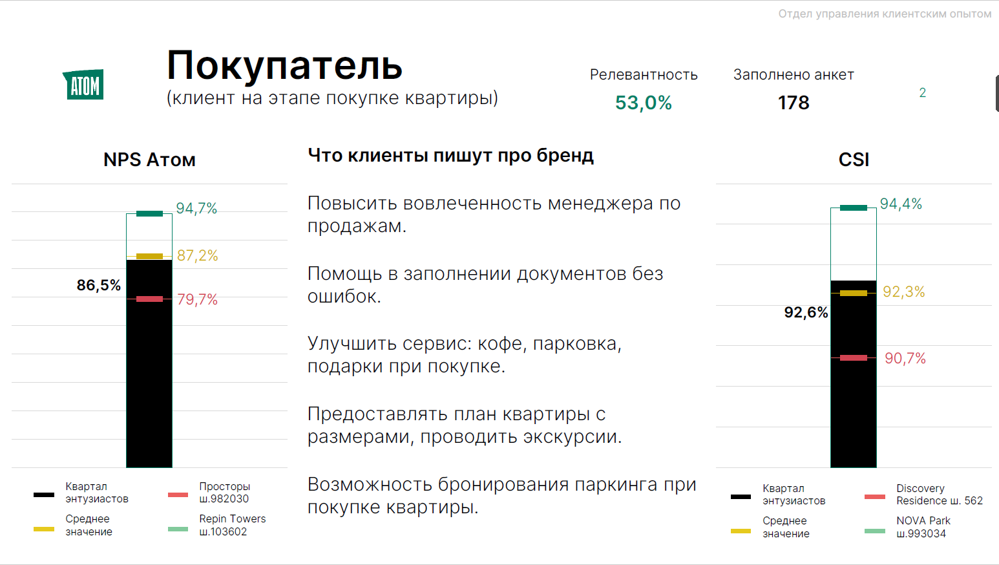 Отдел управления клиентским опытом
АТОМ
Покупатель
(клиент на этапе покупке квартиры)
Релевантность
53,0%
Заполнено анкет
178
2
NPS Атом
94,7%
87,2%
86,5%
79,7%
Квартал
энтузиастов
Просторы
ш.982030
Среднее
значение
Repin Towers
ш.103602
Что клиенты пишут про бренд
Повысить вовлеченность менеджера по
продажам.
Помощь в заполнении документов без
ошибок.
Улучшить сервис: кофе, парковка,
подарки при покупке.
Предоставлять план квартиры с
размерами, проводить экскурсии.
Возможность бронирования паркинга при
покупке квартиры.
CSI
94,4%
92,3%
92,6%
90,7%
Квартал
энтузиастов
Discovery
Residence ш. 562
Среднее
значение
NOVA Park
ш.993034